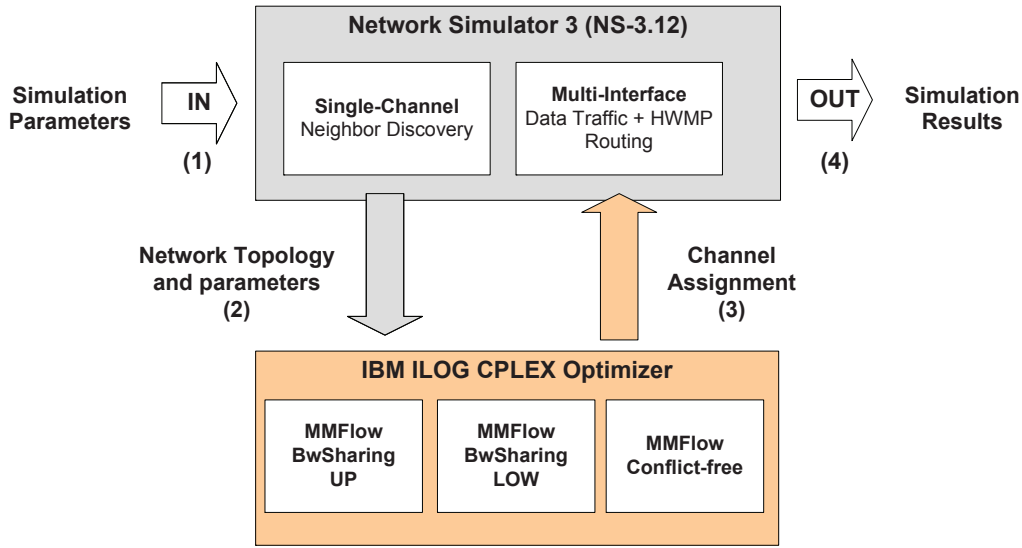 Network Simulator 3 (NS-3.12)
Simulation
Parameters
IN
(1)
Single-Channel
Neighbor Discovery
Multi-Interface
Data Traffic + HWMP
Routing
OUT
(4)
Simulation
Results
Network Topology
and parameters
(2)
Channel
Assignment
(3)
IBM ILOG CPLEX Optimizer
MMFlow
BwSharing
UP
MMFlow
BwSharing
LOW
MMFlow
Conflict-free